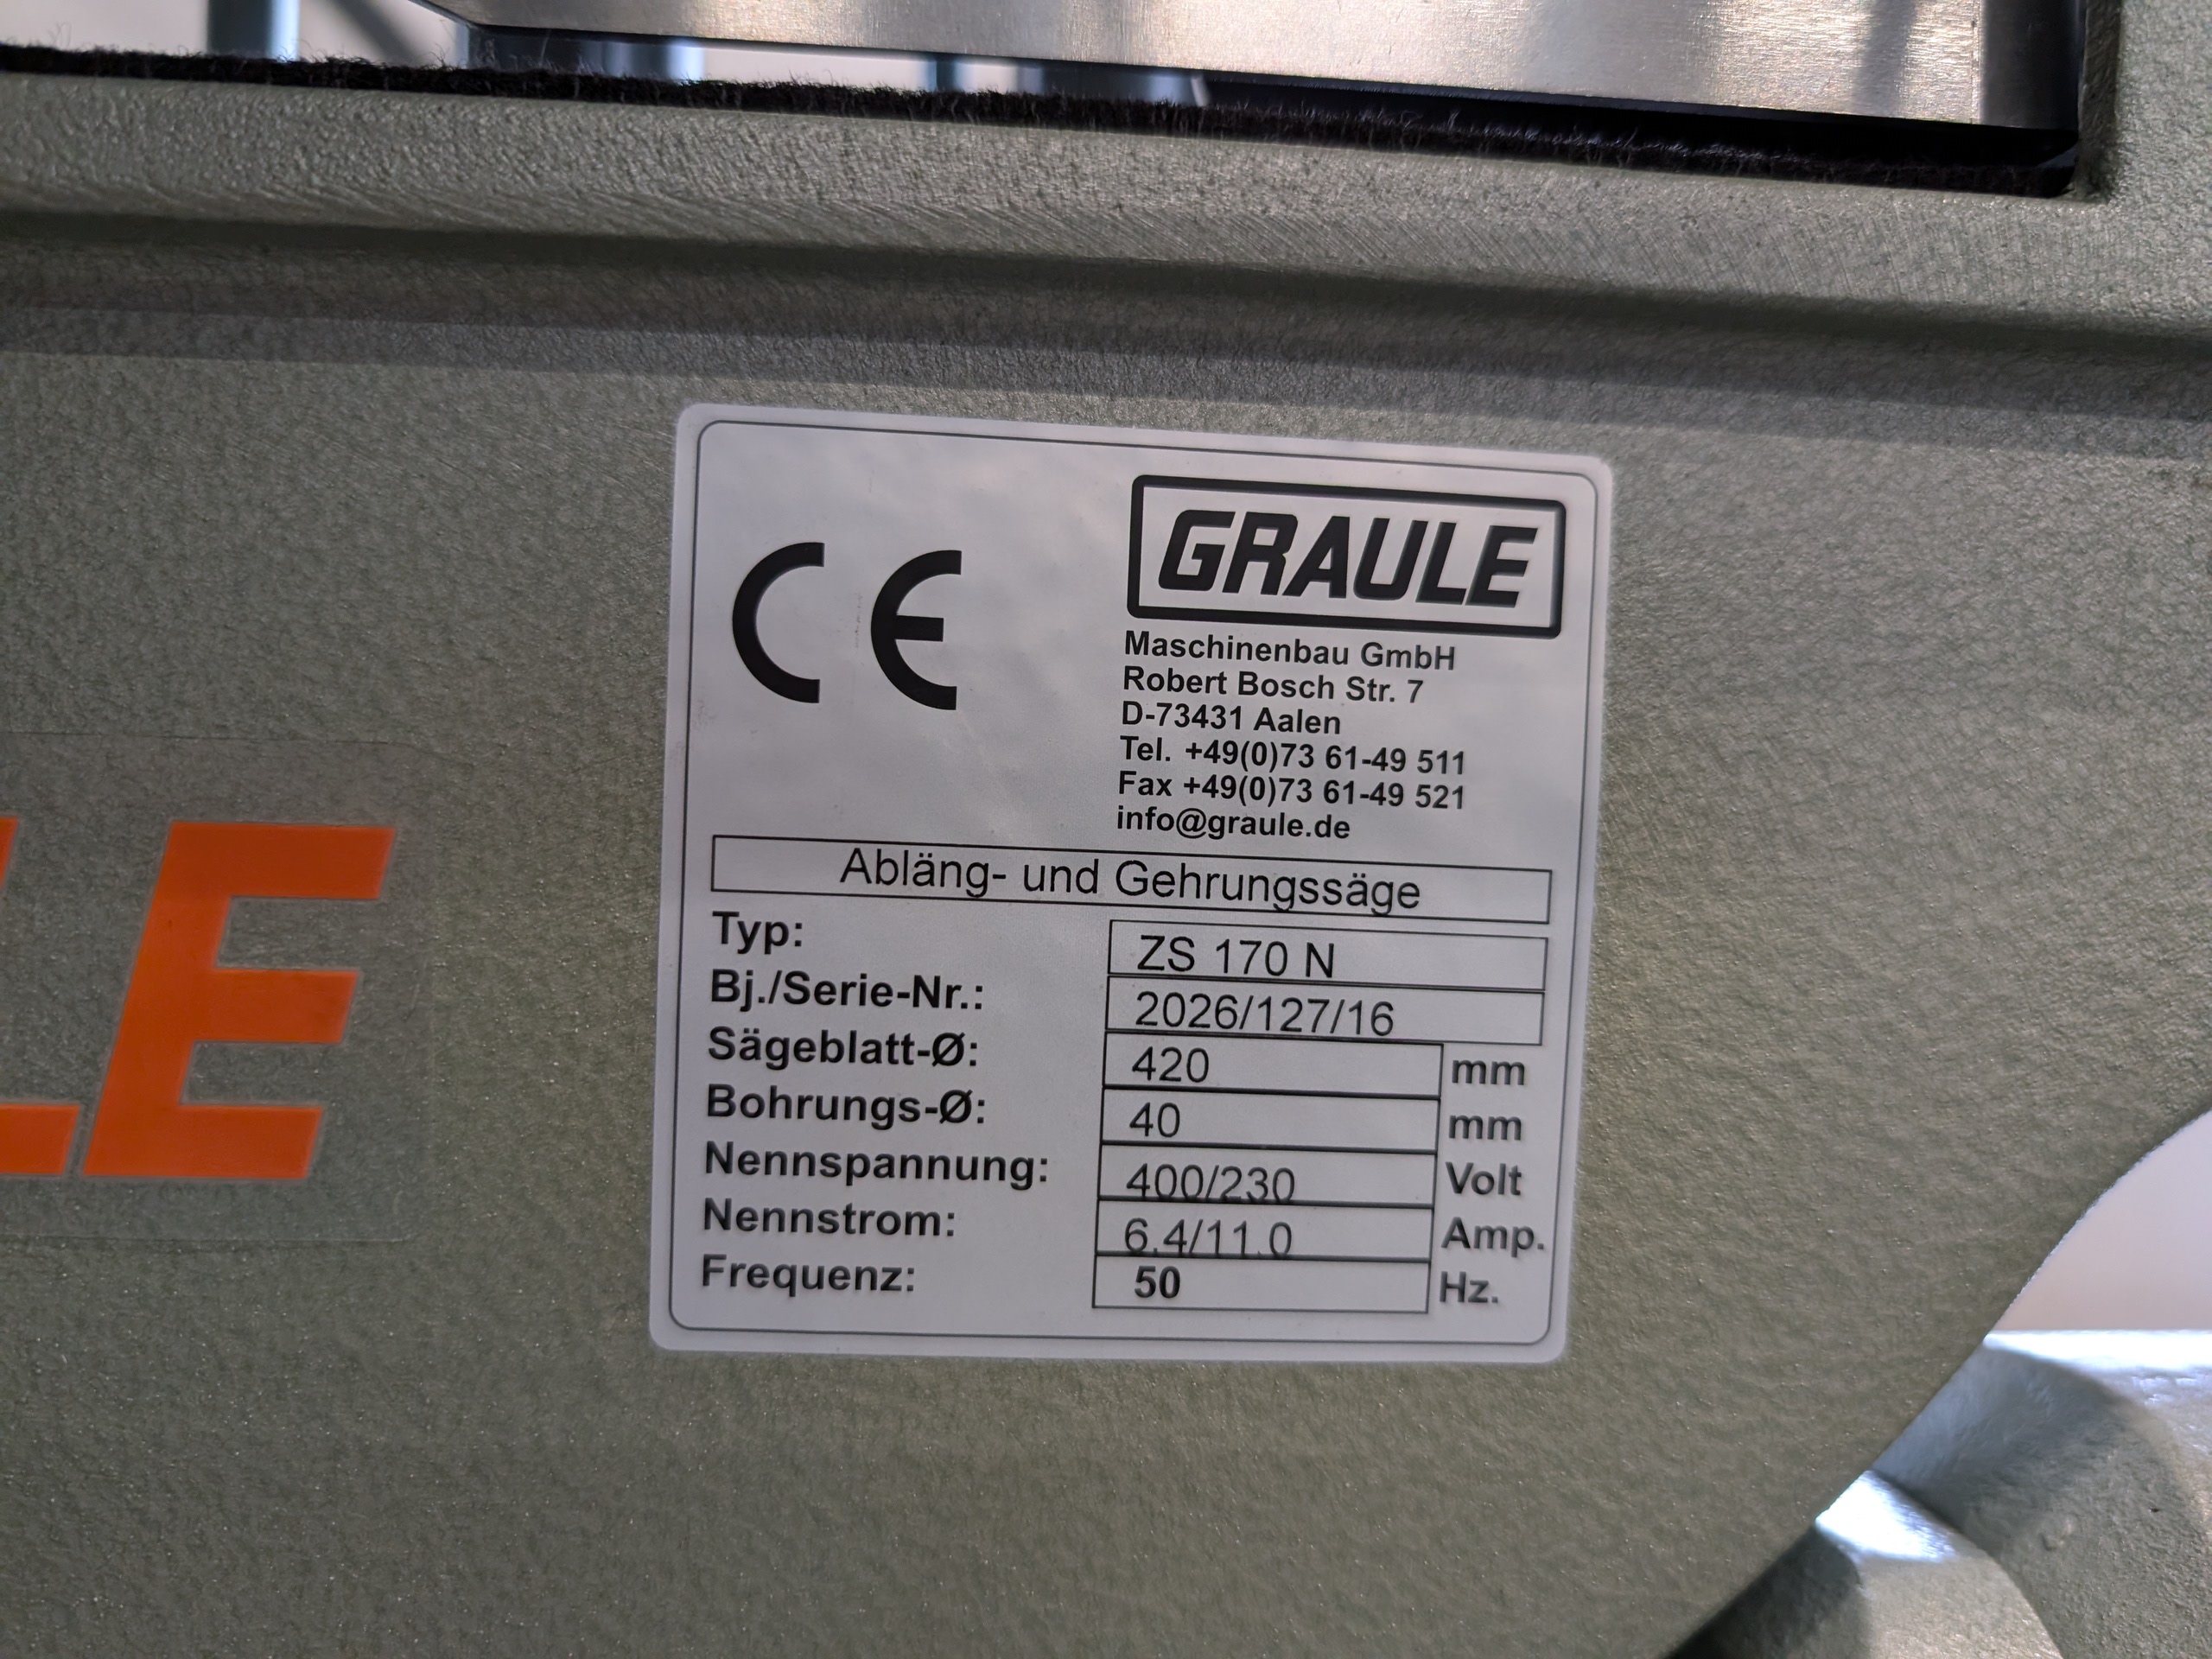 CE
GRAULE
Maschinenbau GmbH
Robert Bosch Str. 7
D-73431 Aalen
Tel. +49(0)73 61-49 511
Fax +49(0)73 61-49 521
info@graule.de
Abläng- und Gehrungssäge
Typ: ZS 170 N
Bj./Serie-Nr.: 2026/127/16
Sägeblatt-Ø: 420 mm
Bohrungs-Ø: 40 mm
Nennspannung: 400/230 Volt
Nennstrom: 6.4/11.0 Amp.
Frequenz: 50 Hz.
LE